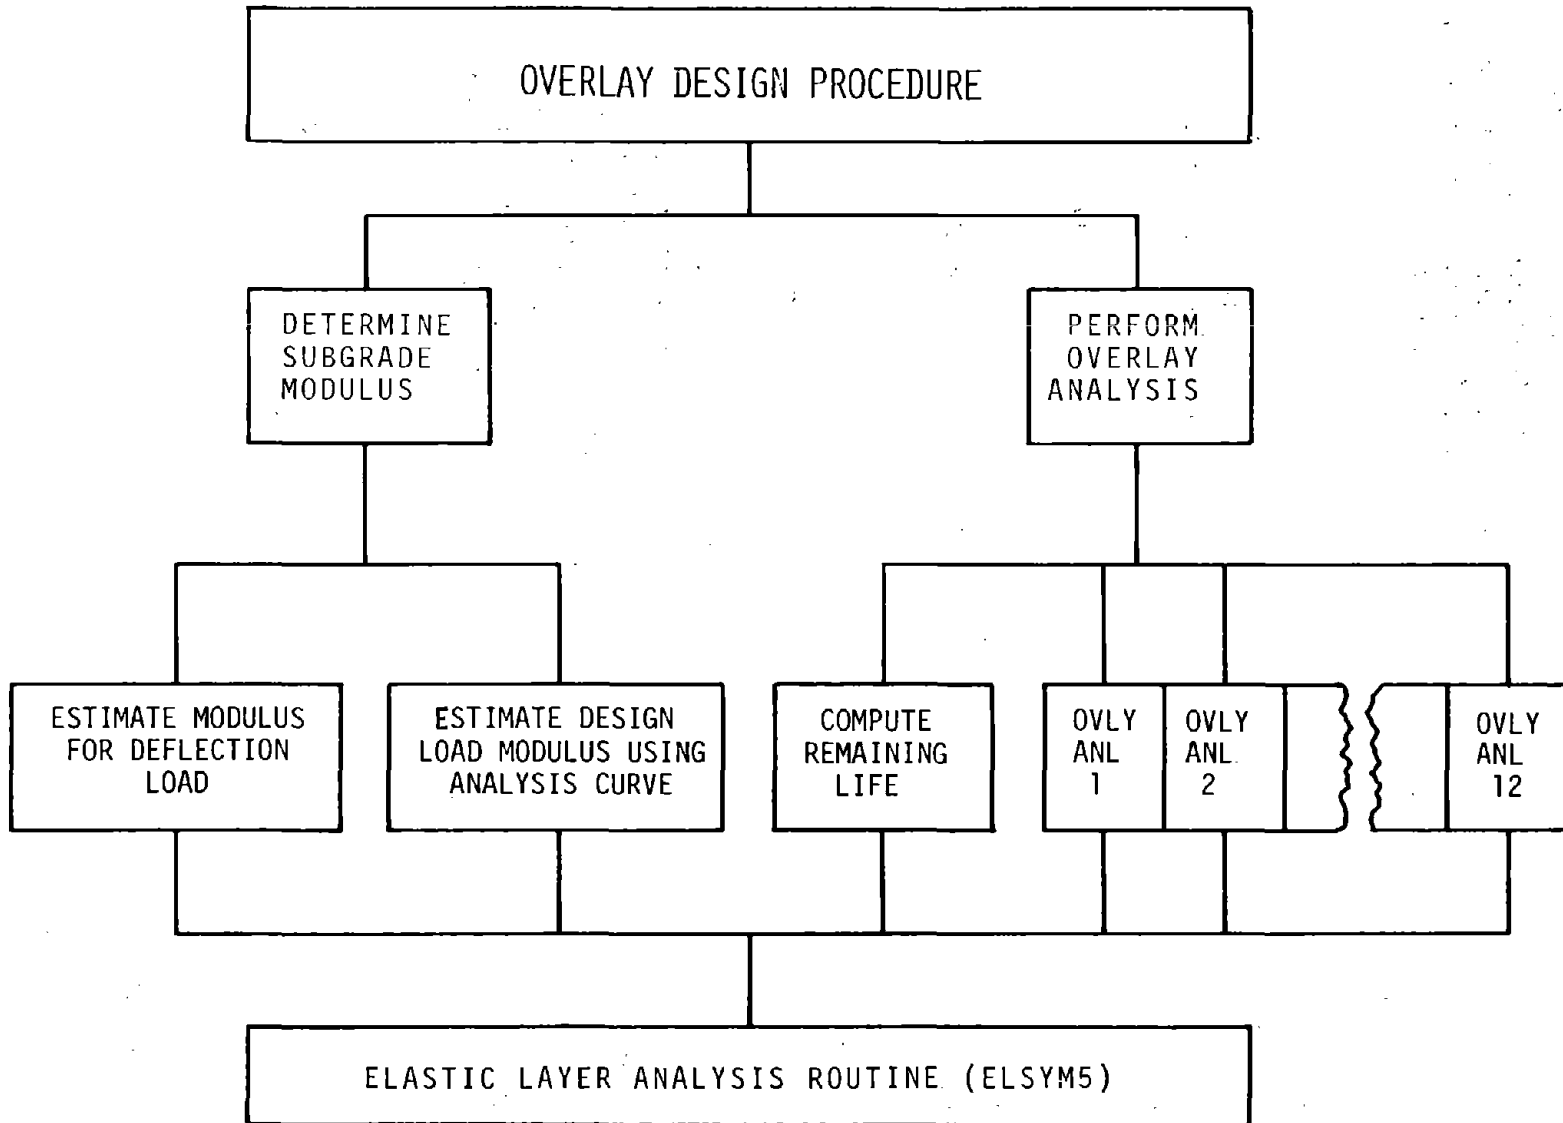 OVERLAY DESIGN PROCEDURE
DETERMINE
SUBGRADE
MODULUS
PERFORM
OVERLAY
ANALYSIS
ESTIMATE MODULUS
FOR DEFLECTION
LOAD
ESTIMATE DESIGN
LOAD MODULUS USING
ANALYSIS CURVE
COMPUTE
REMAINING
LIFE
OVLY
ANL
1
OVLY
ANL
2
OVLY
ANL
12
ELASTIC LAYER ANALYSIS ROUTINE (ELSYM5)